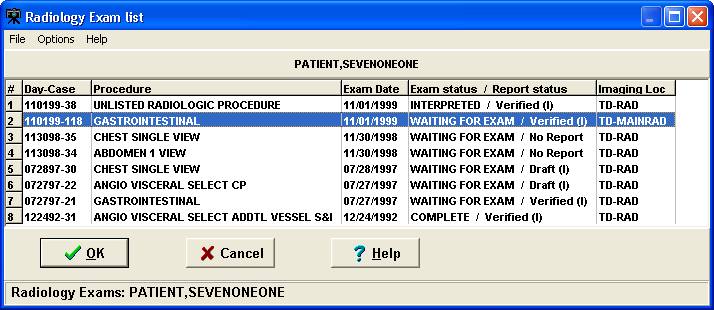 Radiology Exam list
File Options Help
PATIENT,SEVENONEONE
# Day-Case Procedure Exam Date Exam status / Report status Imaging Loc
1 110199-38 UNLISTED RADIOLOGIC PROCEDURE 11/01/1999 INTERPRETED / Verified (I) TD-RAD
2 110199-118 GASTROINTESTINAL 11/01/1999 WAITING FOR EXAM / Verified (I) TD-MAINRAD
3 113098-35 CHEST SINGLE VIEW 11/30/1998 WAITING FOR EXAM / No Report TD-RAD
4 113098-34 ABDOMEN 1 VIEW 11/30/1998 WAITING FOR EXAM / No Report TD-RAD
5 072897-30 CHEST SINGLE VIEW 07/28/1997 WAITING FOR EXAM / Draft (I) TD-RAD
6 072797-22 ANGIO VISCERAL SELECT CP 07/27/1997 WAITING FOR EXAM / Draft (I) TD-RAD
7 072797-21 GASTROINTESTINAL 07/27/1997 WAITING FOR EXAM / Verified (I) TD-RAD
8 122492-31 ANGIO VISCERAL SELECT ADDTL VESSEL S&I 12/24/1992 COMPLETE / Verified (I) TD-RAD
OK Cancel ? Help
Radiology Exams: PATIENT,SEVENONEONE